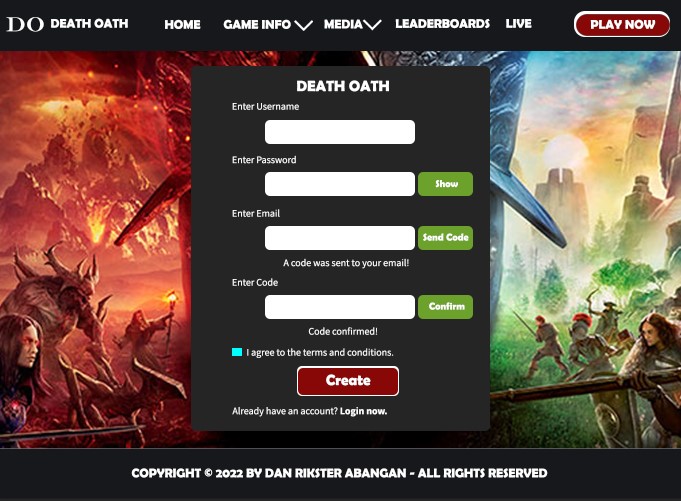 DO DEATH OATH HOME GAME INFO MEDIA LEADERBOARDS LIVE PLAY NOW
DEATH OATH
Enter Username
Enter Password
Show
Enter Email
Send Code
A code was sent to your email!
Enter Code
Confirm
Code confirmed!
I agree to the terms and conditions.
Create
Already have an account? Login now.
COPYRIGHT © 2022 BY DAN RIKSTER ABANGAN - ALL RIGHTS RESERVED